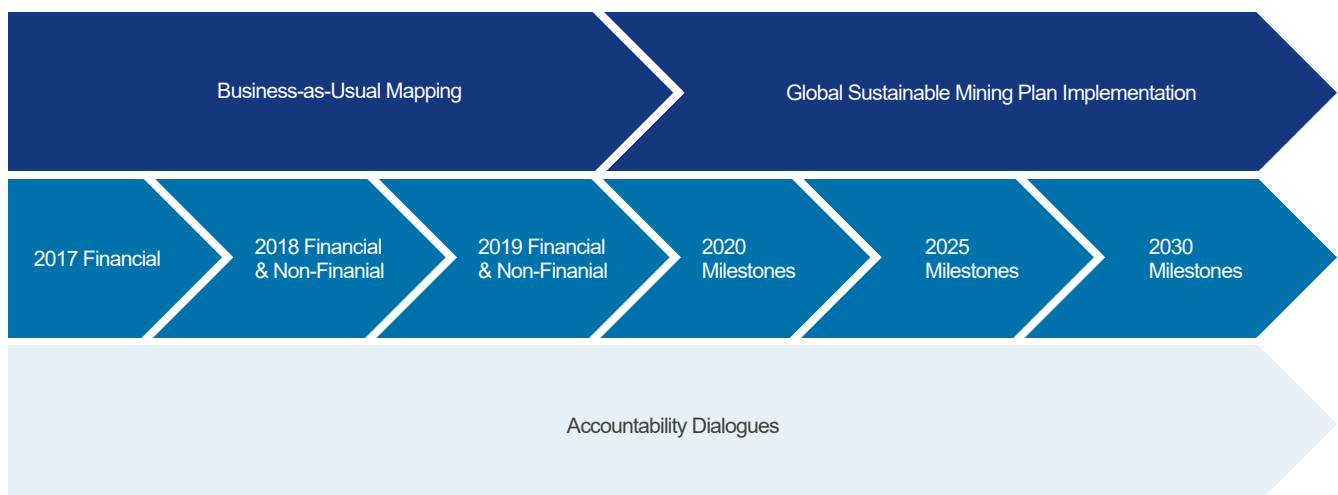 Business-as-Usual Mapping
Global Sustainable Mining Plan Implementation
2017 Financial
2018 Financial
& Non-Finanial
2019 Financial
& Non-Finanial
2020
Milestones
2025
Milestones
2030
Milestones
Accountability Dialogues